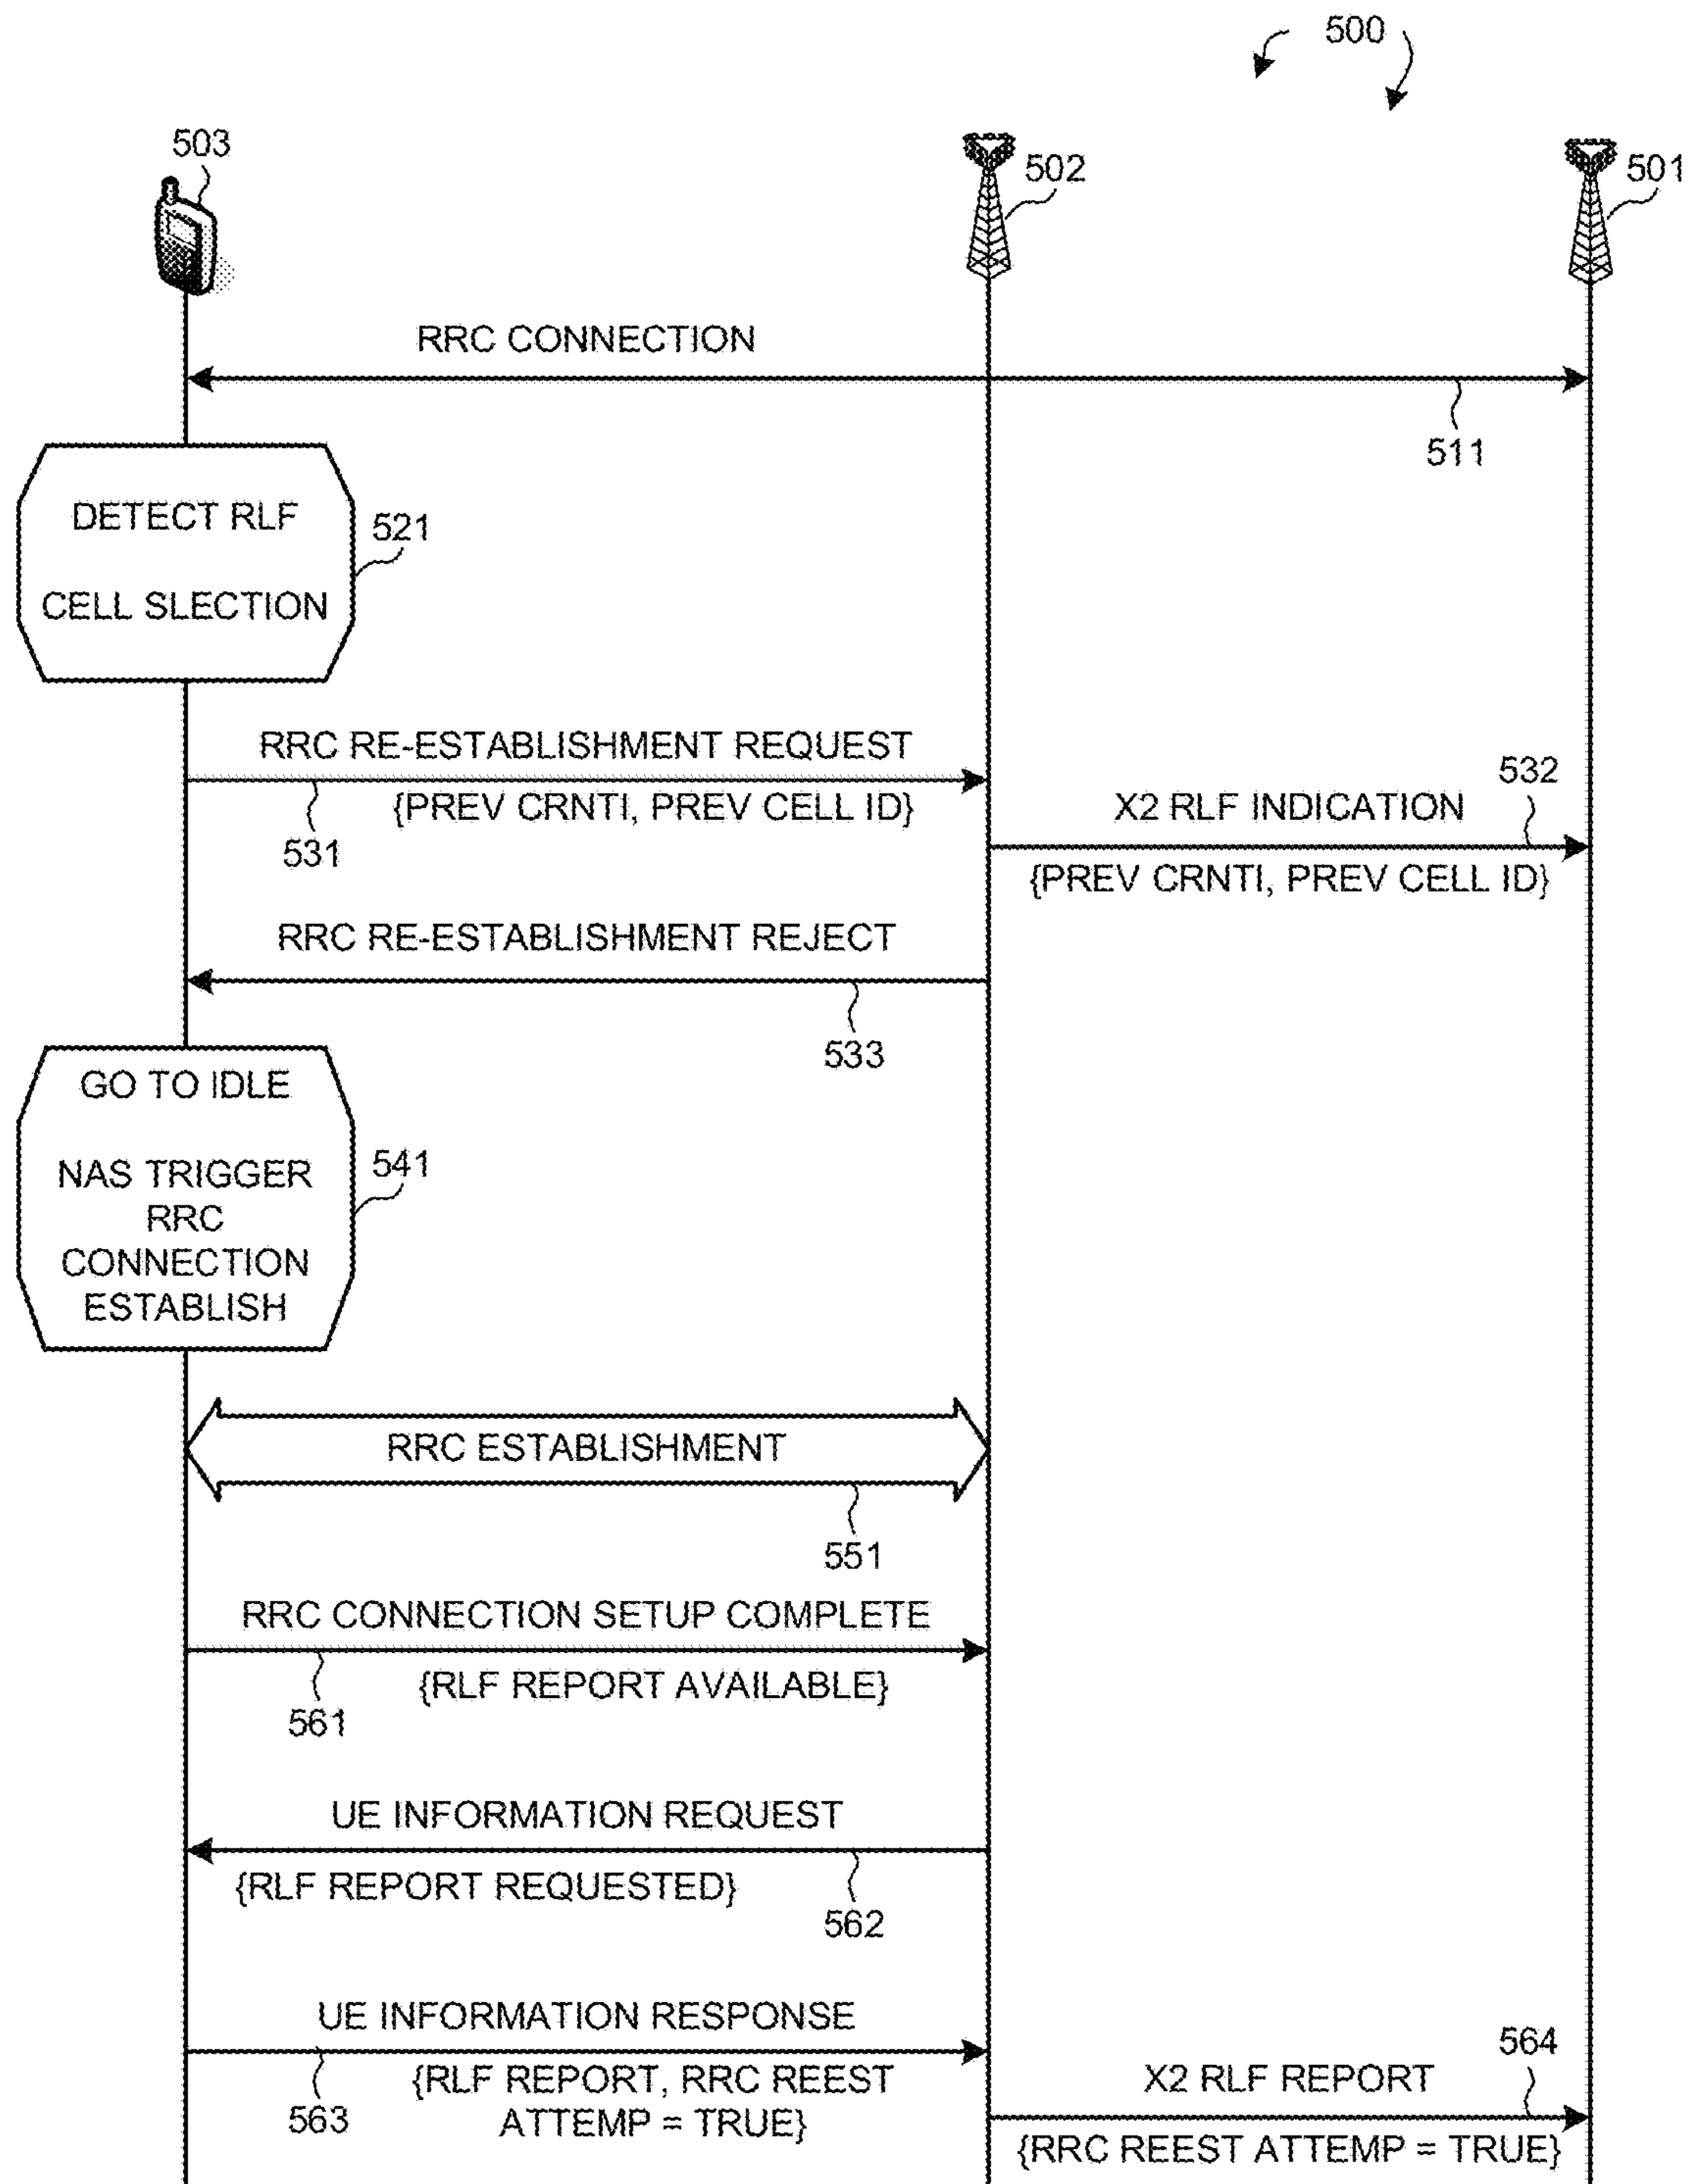 500
503
502
501
RRC CONNECTION
511
DETECT RLF
CELL SLECTION
521
RRC RE-ESTABLISHMENT REQUEST
{PREV CRNTI, PREV CELL ID}
531
532
X2 RLF INDICATION
{PREV CRNTI, PREV CELL ID}
RRC RE-ESTABLISHMENT REJECT
533
GO TO IDLE
NAS TRIGGER
RRC
CONNECTION
ESTABLISH
541
RRC ESTABLISHMENT
551
RRC CONNECTION SETUP COMPLETE
{RLF REPORT AVAILABLE}
561
UE INFORMATION REQUEST
{RLF REPORT REQUESTED}
562
UE INFORMATION RESPONSE
{RLF REPORT, RRC REEST
ATTEMP = TRUE}
563
564
X2 RLF REPORT
{RRC REEST ATTEMP = TRUE}